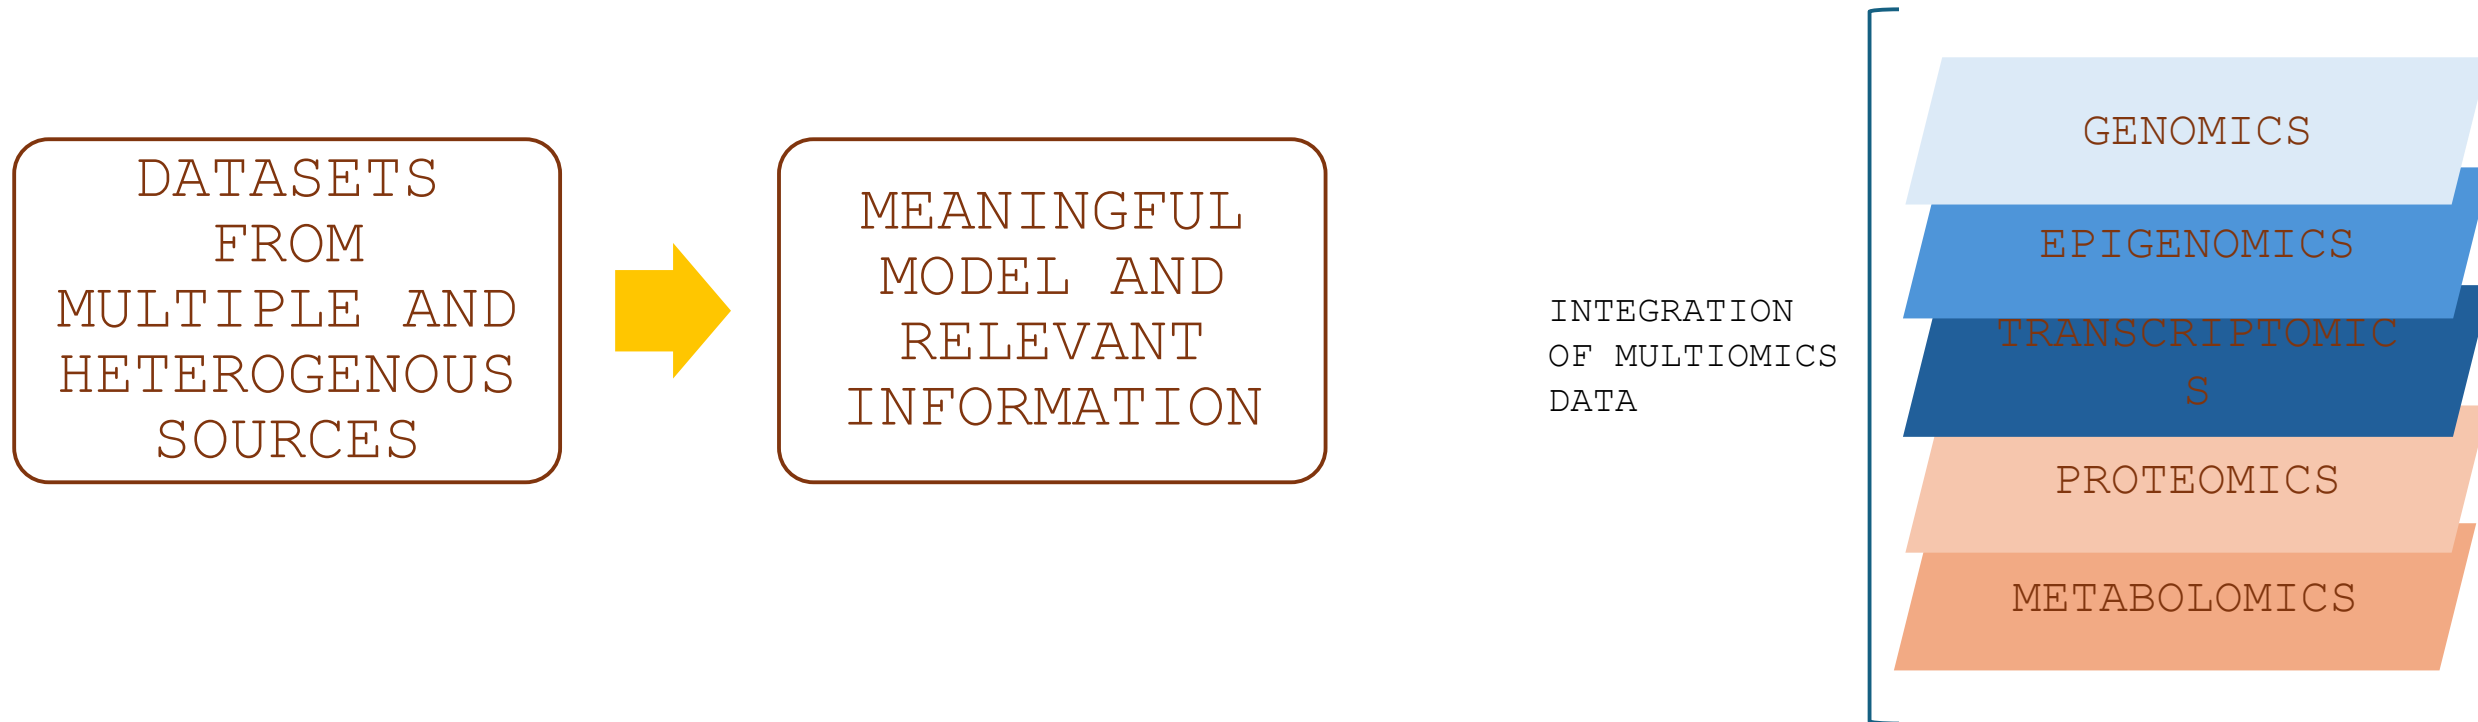 DATASETS
FROM
MULTIPLE AND
HETEROGENOUS
SOURCES
MEANINGFUL
MODEL AND
RELEVANT
INFORMATION
INTEGRATION
OF MULTIOMICS
DATA
GENOMICS
EPIGENOMICS
TRANSCRIPTOMIC
S
PROTEOMICS
METABOLOMICS